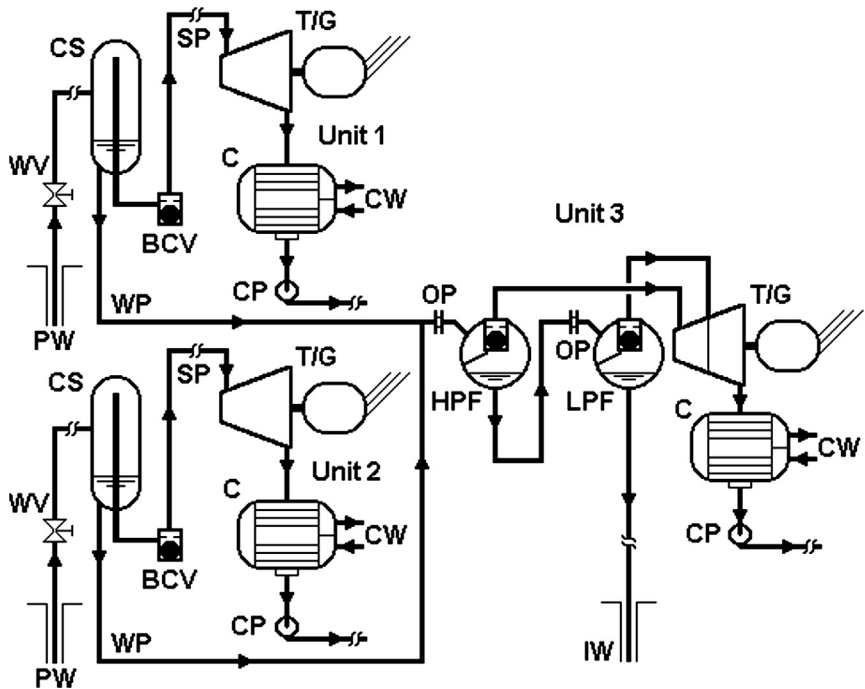 T/G
SP
CS
Unit 1
WV
C
CW
BCV
Unit 3
CP
OP
T/G
WP
PW
OP
SP
T/G
CS
HPF
LPF
C
CW
Unit 2
C
WV
CW
CP
BCV
CP
WP
IW
PW